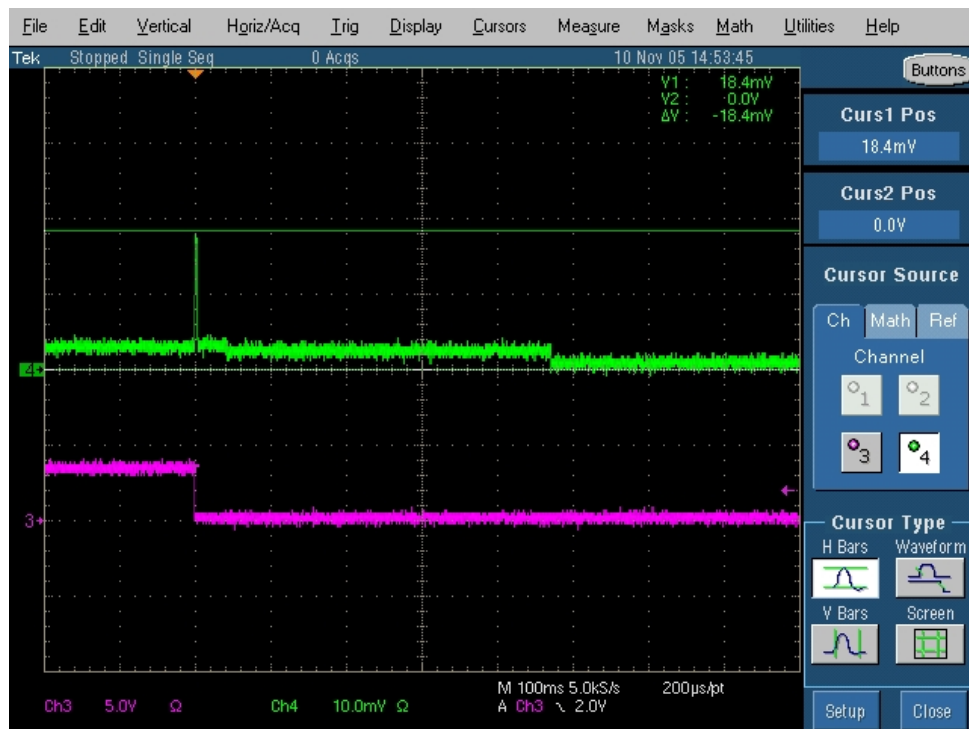 File Edit Vertical Horiz/Acq Trig Display Cursors Measure Masks Math Utilities Help
Tek Stopped Single Seq 0 Acqs 10 Nov 05 14:53:45
Buttons
V1 : 18.4mV
V2 : 0.0V
ΔV : -18.4mV
Curs1 Pos
18.4mV
Curs2 Pos
0.0V
Cursor Source
Ch Math Ref
Channel
1 2
3 4
4
3
Cursor Type
H Bars Waveform
V Bars Screen
Ch3 5.0V Ω Ch4 10.0mV Ω M 100ms 5.0kS/s 200µs/pt
A Ch3 ∖ 2.0V
Setup Close